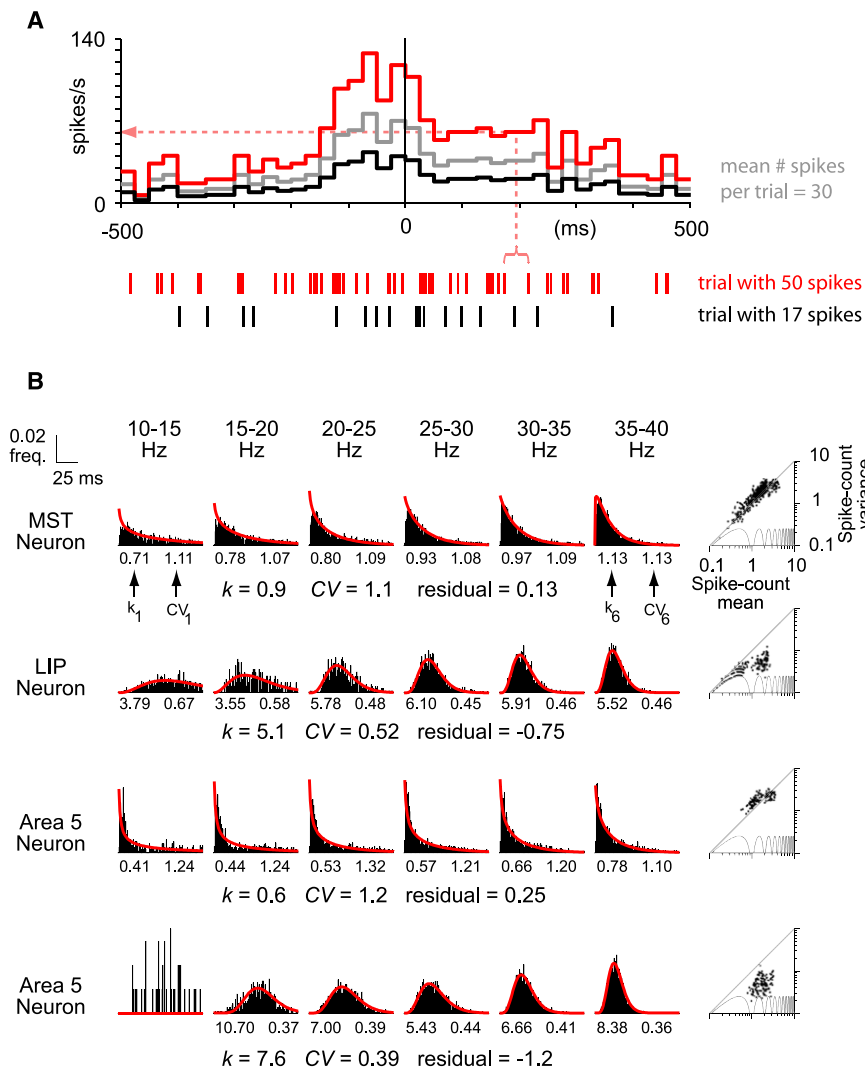 A
140
spikes/s
0
-500
0
(ms)
500
mean # spikes
per trial = 30
trial with 50 spikes
trial with 17 spikes
B
0.02
freq.
25 ms
10-15
Hz
15-20
Hz
20-25
Hz
25-30
Hz
30-35
Hz
35-40
Hz
MST
Neuron
0.71 1.11
0.78 1.07
0.80 1.09
0.93 1.08
0.97 1.09
1.13 1.13
k1
CV1
k = 0.9 CV = 1.1 residual = 0.13
k6
CV6
10
1
0.1
Spike-count
variance
0.1 1 10
Spike-count
mean
LIP
Neuron
3.79 0.67
3.55 0.58
5.78 0.48
6.10 0.45
5.91 0.46
5.52 0.46
k = 5.1 CV = 0.52 residual = -0.75
Area 5
Neuron
0.41 1.24
0.44 1.24
0.53 1.32
0.57 1.21
0.66 1.20
0.78 1.10
k = 0.6 CV = 1.2 residual = 0.25
Area 5
Neuron
10.70 0.37
7.00 0.39
5.43 0.44
6.66 0.41
8.38 0.36
k = 7.6 CV = 0.39 residual = -1.2